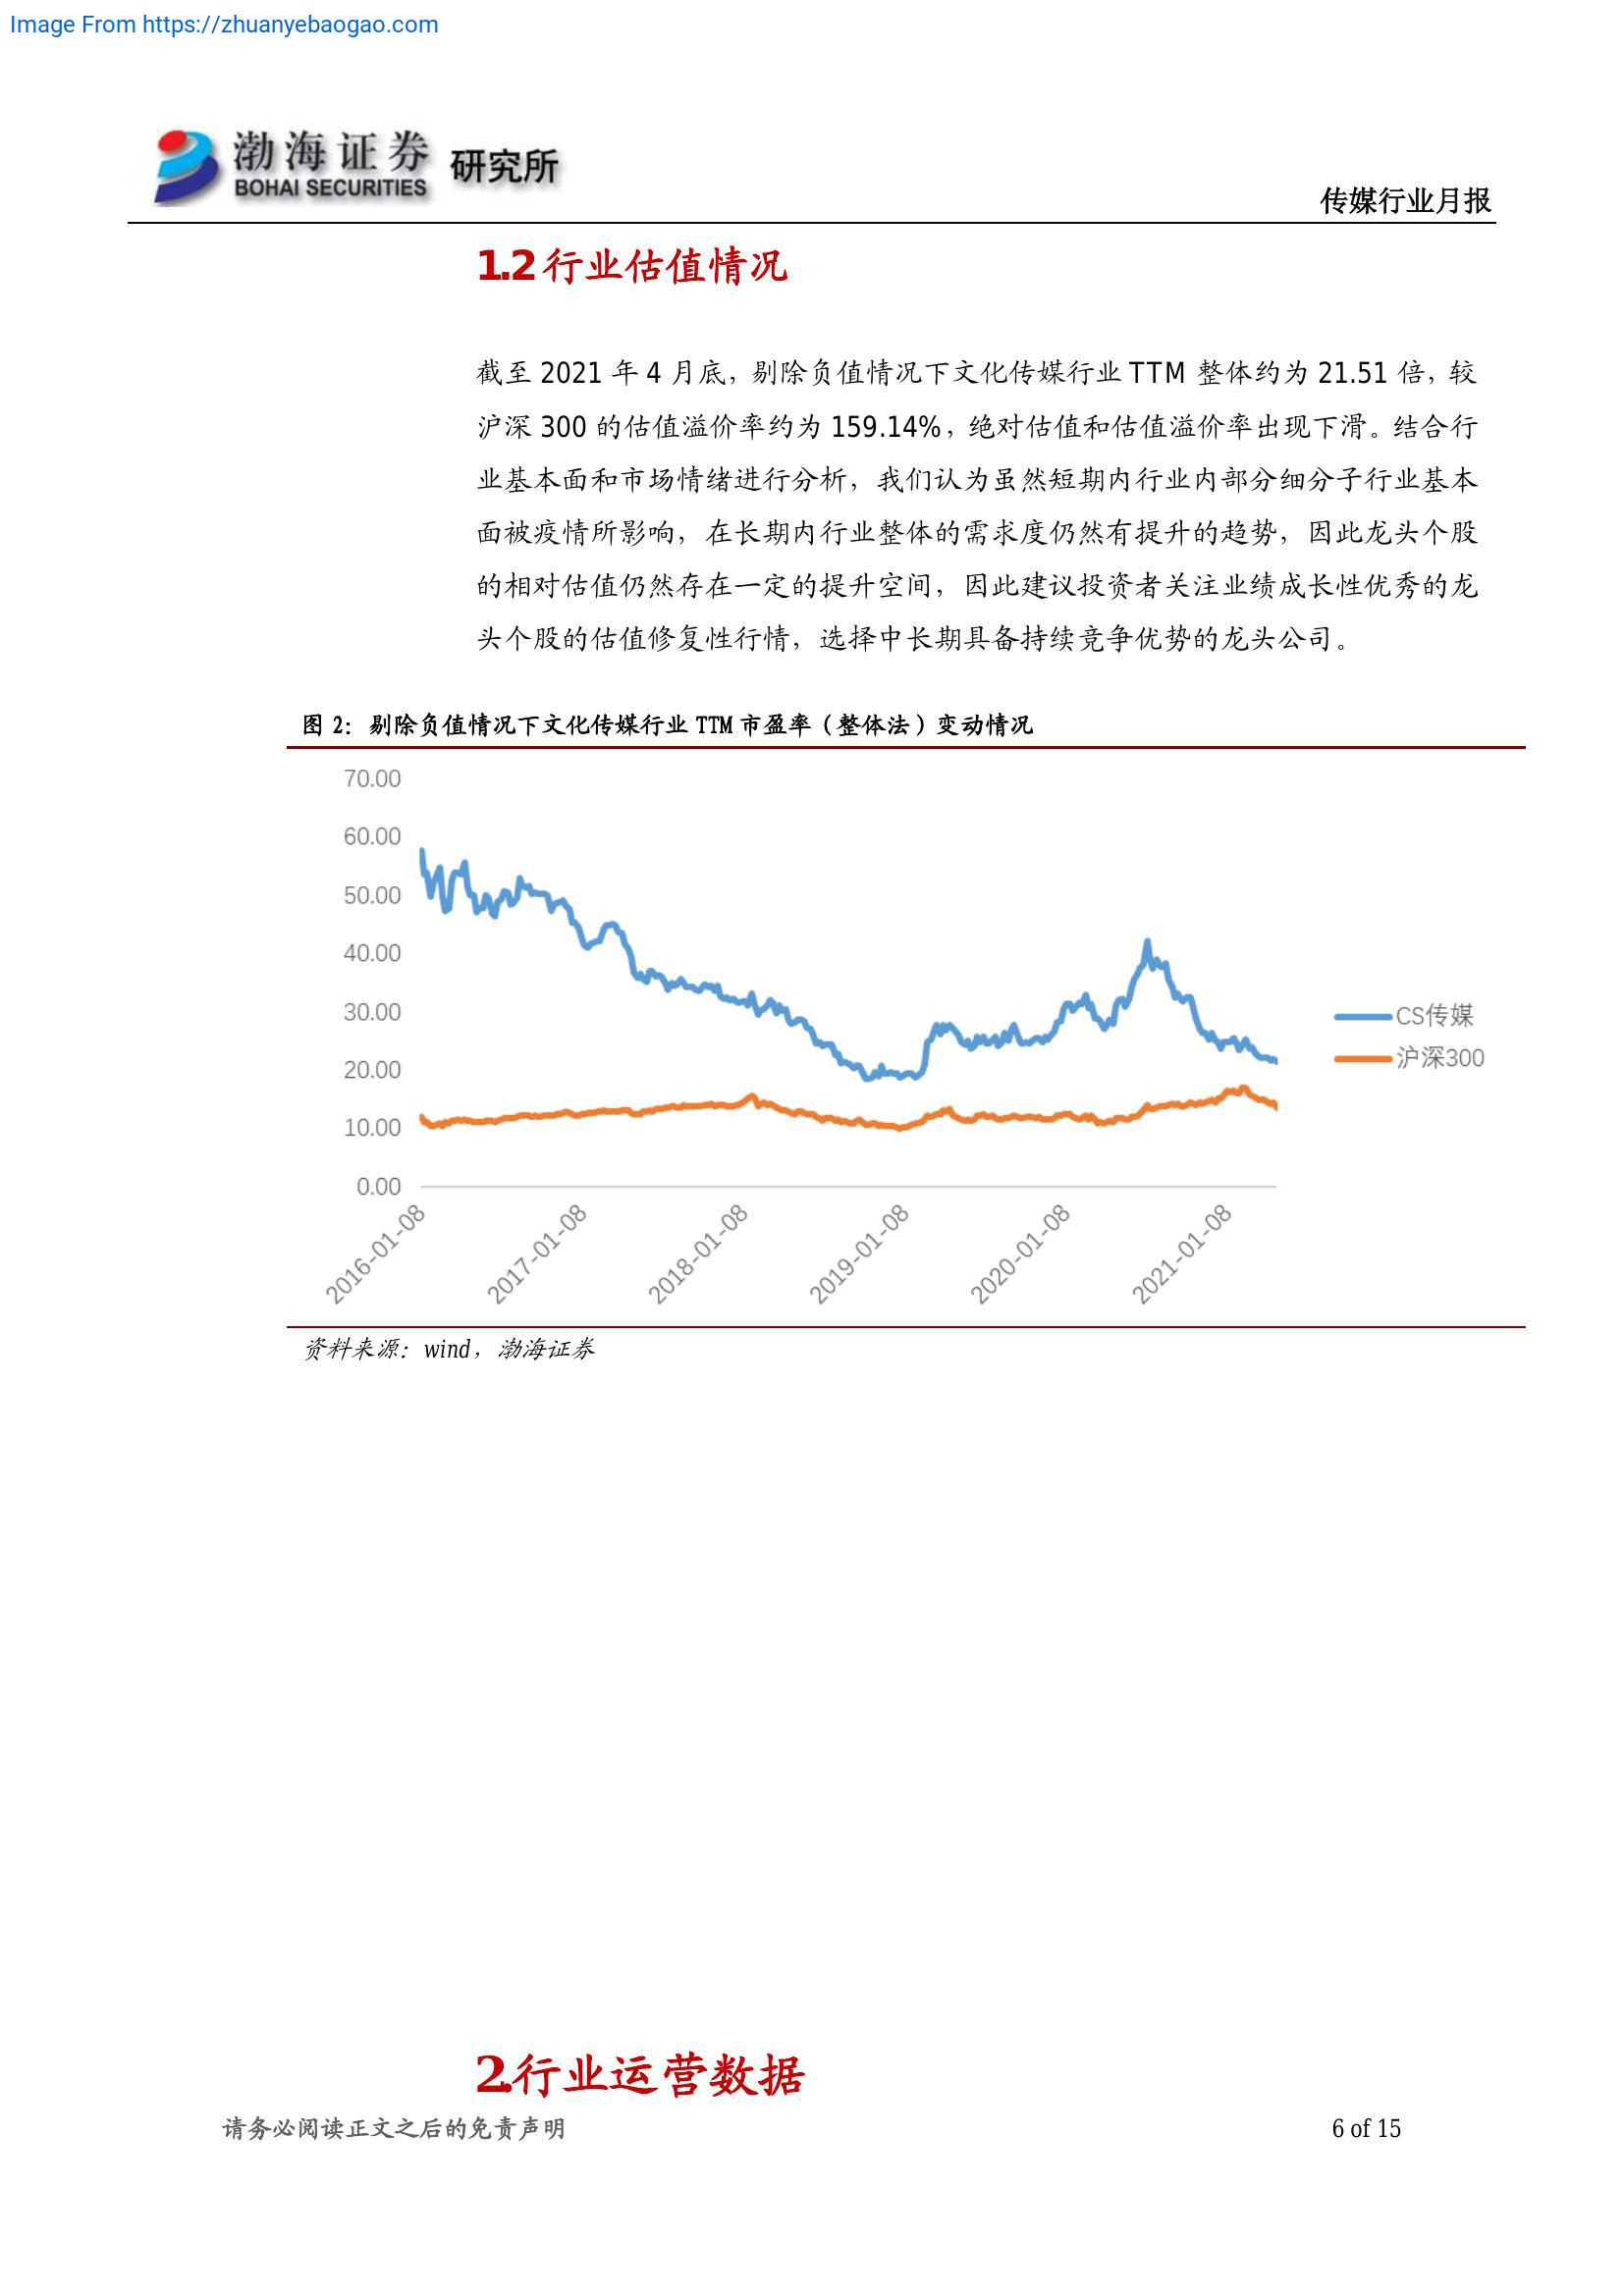 Image From https://zhuanyebaogao.com
渤海证券 研究所
BOHAI SECURITIES
传媒行业月报
1.2 行业估值情况
截至 2021 年 4 月底，剔除负值情况下文化传媒行业 TTM 整体约为 21.51 倍，较
沪深 300 的估值溢价率约为 159.14%，绝对估值和估值溢价率出现下滑。结合行
业基本面和市场情绪进行分析，我们认为虽然短期内行业内部分细分子行业基本
面被疫情所影响，在长期内行业整体的需求度仍然有提升的趋势，因此龙头个股
的相对估值仍然存在一定的提升空间，因此建议投资者关注业绩成长性优秀的龙
头个股的估值修复性行情，选择中长期具备持续竞争优势的龙头公司。
图 2：剔除负值情况下文化传媒行业 TTM 市盈率（整体法）变动情况
70.00
60.00
50.00
40.00
30.00
20.00
10.00
0.00
2016-01-08
2017-01-08
2018-01-08
2019-01-08
2020-01-08
2021-01-08
CS传媒
沪深300
资料来源：wind，渤海证券
2.行业运营数据
请务必阅读正文之后的免责声明
6 of 15